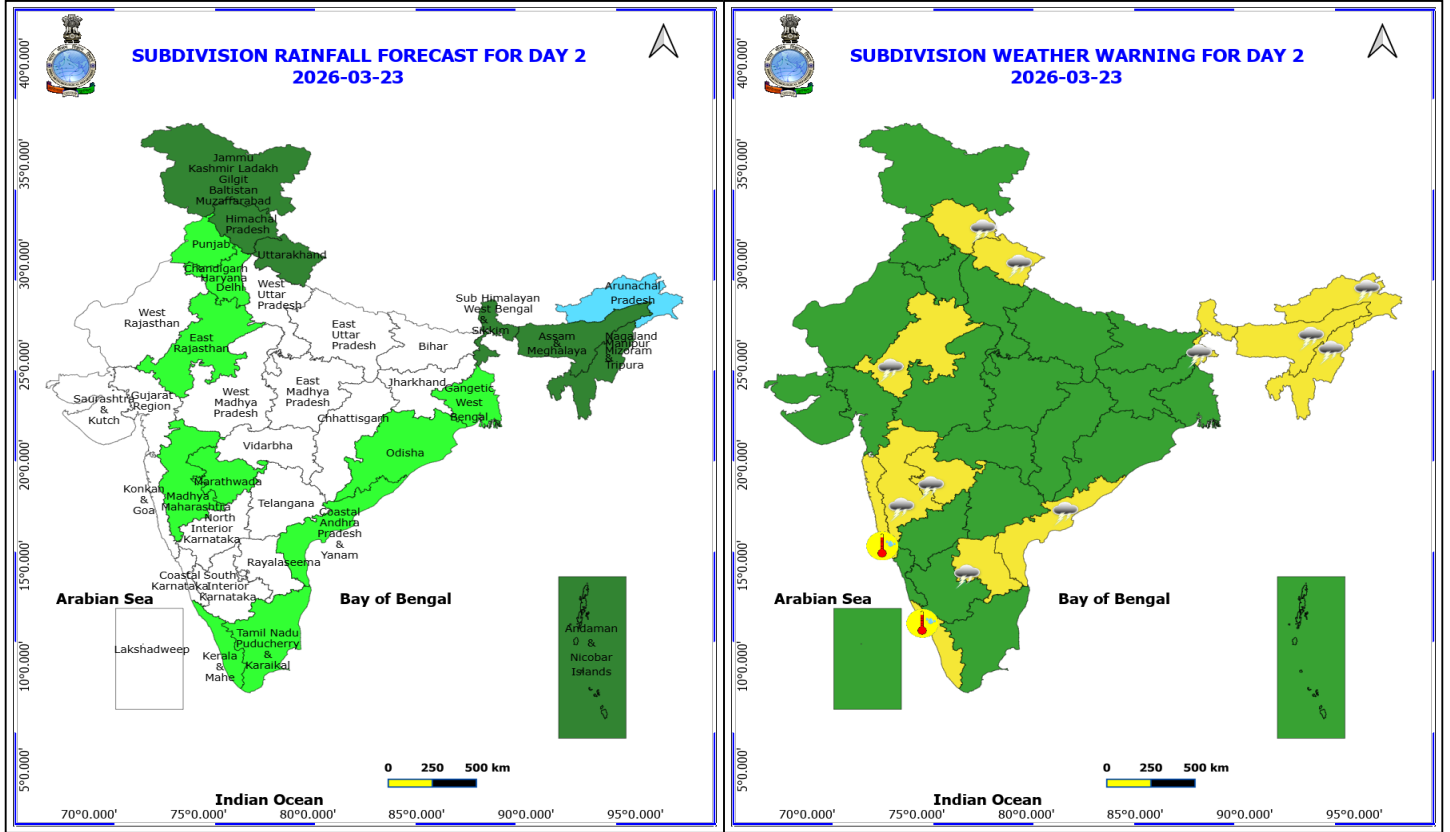 SUBDIVISION RAINFALL FORECAST FOR DAY 2
2026-03-23
40°0.000'
35°0.000'
30°0.000'
25°0.000'
20°0.000'
15°0.000'
10°0.000'
5°0.000'
Jammu
Kashmir Ladakh
Gilgit
Baltistan
Muzaffarabad
Himachal
Pradesh
Punjab
Uttarakhand
Chandigarh
Haryana
Delhi
West
Uttar
Pradesh
West
Rajasthan
East
Rajasthan
East
Uttar
Pradesh
Bihar
Sub Himalayan
West Bengal
&
Sikkim
Arunachal
Pradesh
Assam
&
Meghalaya
Nagaland
Manipur
Mizoram
&
Tripura
Saurashtra
&
Kutch
Gujarat
Region
West
Madhya
Pradesh
East
Madhya
Pradesh
Jharkhand
Gangetic
West
Bengal
Chhattisgarh
Odisha
Vidarbha
Marathwada
Madhya
Maharashtra
Konkan
&
Goa
Telangana
North
Interior
Karnataka
Coastal
Andhra
Pradesh
&
Yanam
Rayalaseema
Coastal
Karnataka
South
Interior
Karnataka
Tamil Nadu
Puducherry
&
Karaikal
Kerala
&
Mahe
Lakshadweep
Andaman
&
Nicobar
Islands
Arabian Sea
Bay of Bengal
0 250 500 km
Indian Ocean
70°0.000' 75°0.000' 80°0.000' 85°0.000' 90°0.000' 95°0.000'
SUBDIVISION WEATHER WARNING FOR DAY 2
2026-03-23
40°0.000'
35°0.000'
30°0.000'
25°0.000'
20°0.000'
15°0.000'
10°0.000'
5°0.000'
Arabian Sea
Bay of Bengal
0 250 500 km
Indian Ocean
70°0.000' 75°0.000' 80°0.000' 85°0.000' 90°0.000' 95°0.000'